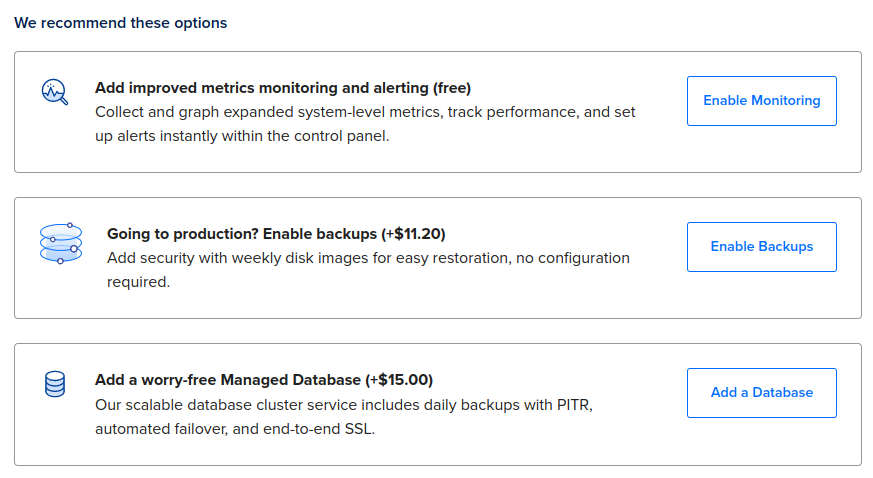 We recommend these options
Add improved metrics monitoring and alerting (free)
Collect and graph expanded system-level metrics, track performance, and set
up alerts instantly within the control panel.
Enable Monitoring
Going to production? Enable backups (+$11.20)
Add security with weekly disk images for easy restoration, no configuration
required.
Enable Backups
Add a worry-free Managed Database (+$15.00)
Our scalable database cluster service includes daily backups with PITR,
automated failover, and end-to-end SSL.
Add a Database